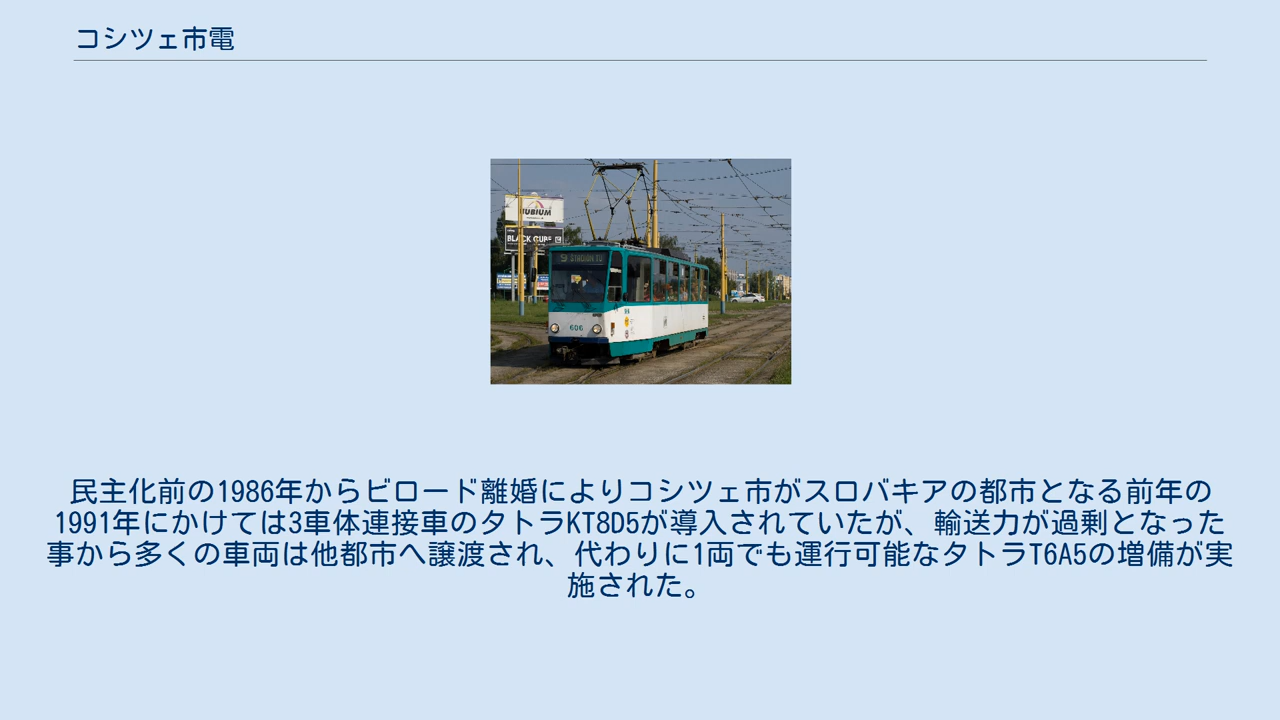 コシツェ市電
RUBIUM
BLACK CUBE
9 STADIÓN TU
606
民主化前の1986年からビロード離婚によりコシツェ市がスロバキアの都市となる前年の
1991年にかけては3車体連接車のタトラKT8D5が導入されていたが、輸送力が過剰となった
事から多くの車両は他都市へ譲渡され、代わりに1両でも運行可能なタトラT6A5の増備が実
施された。